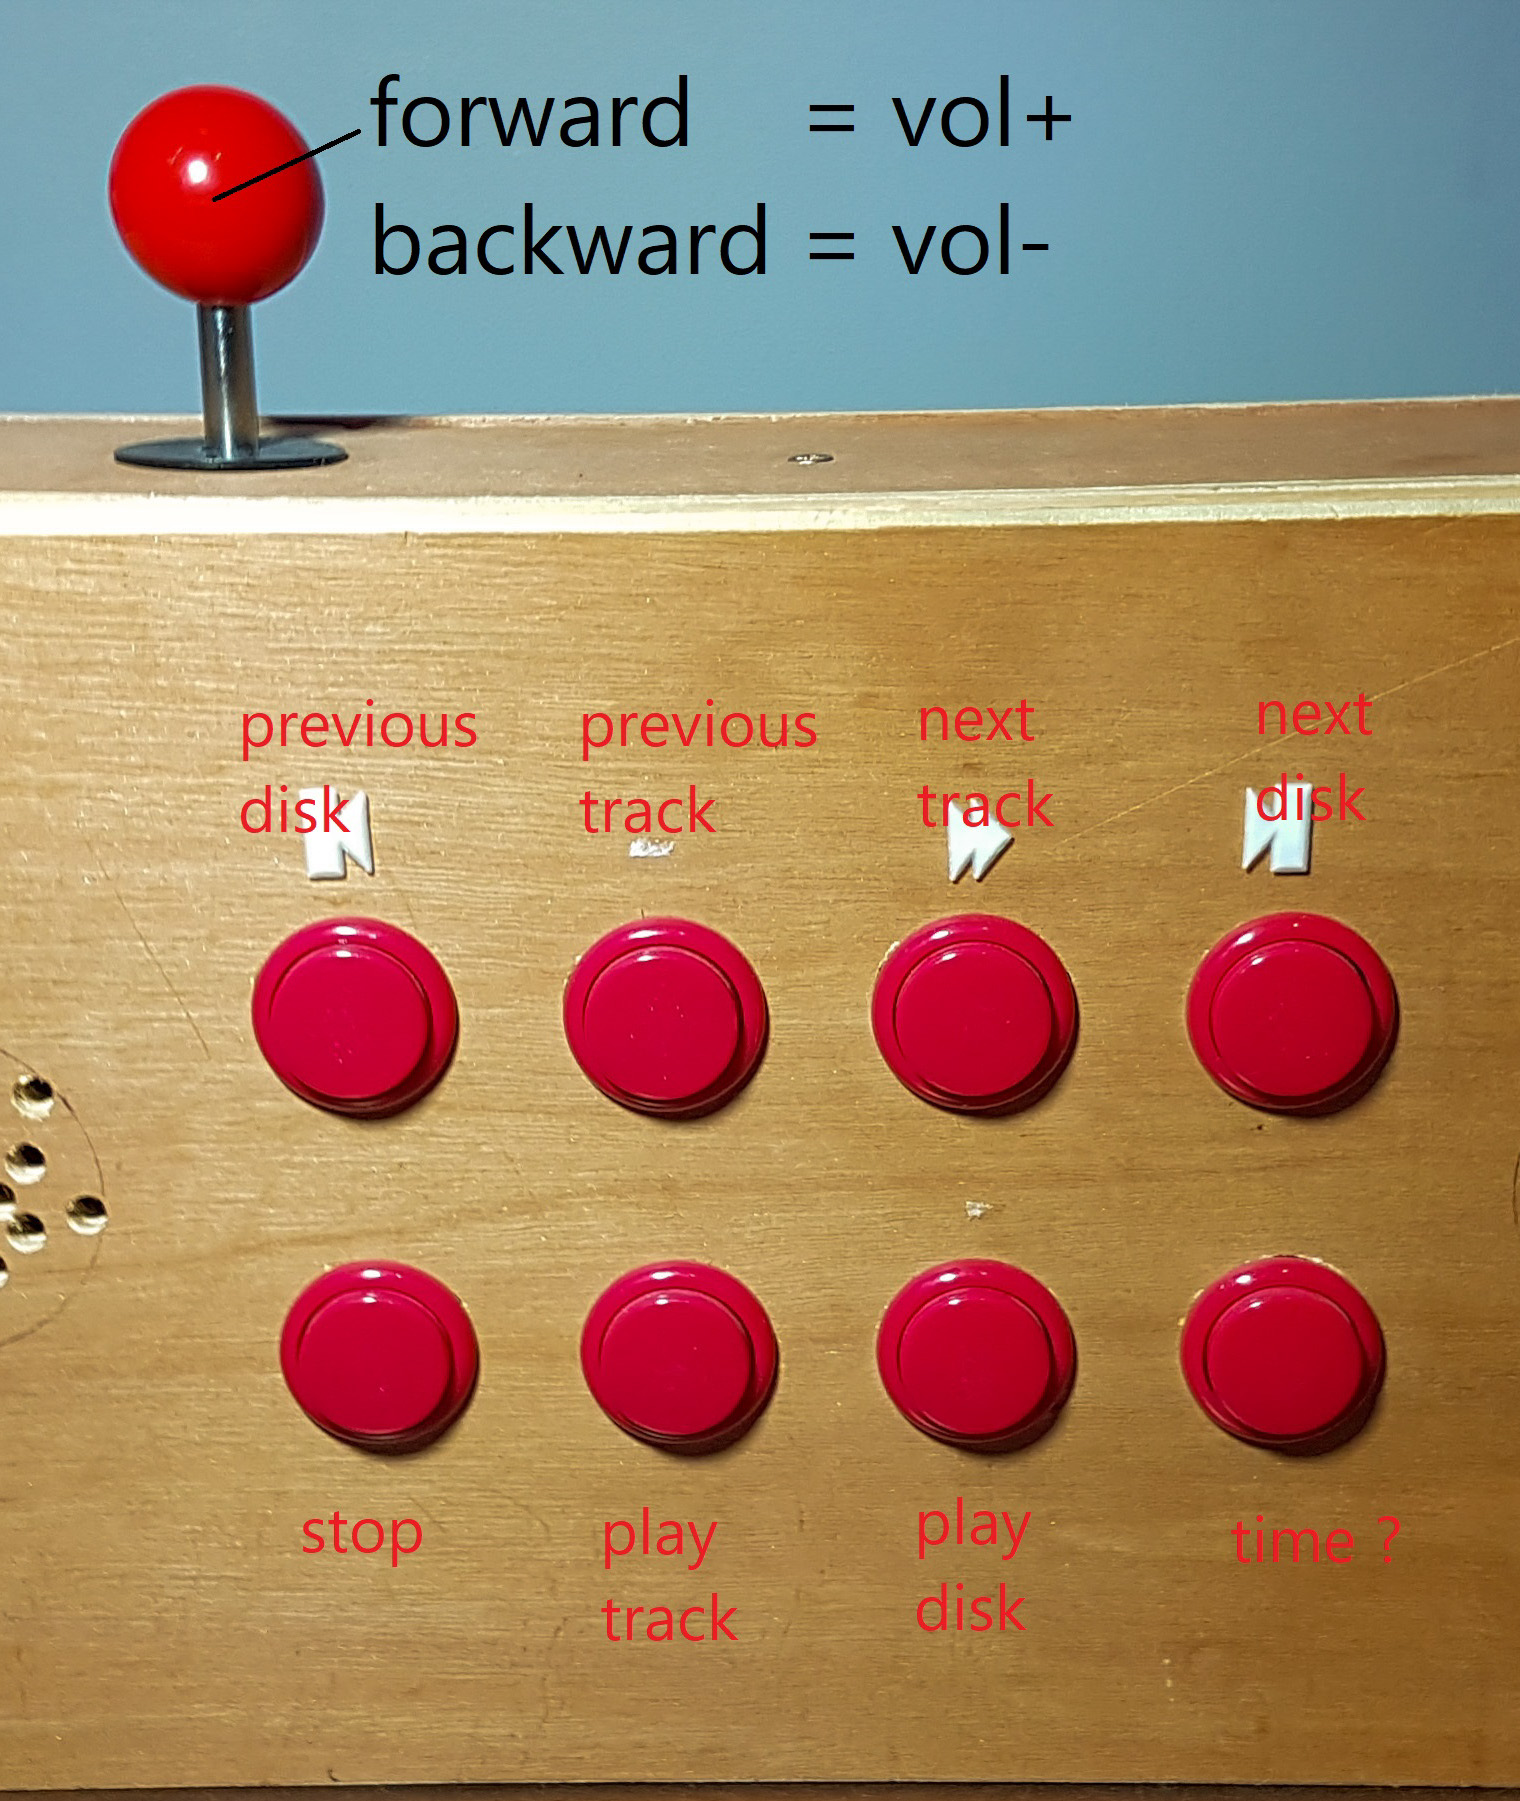 forward = vol+
backward = vol-
previous
disk
previous
track
next
track
next
disk
stop
play
track
play
disk
time ?